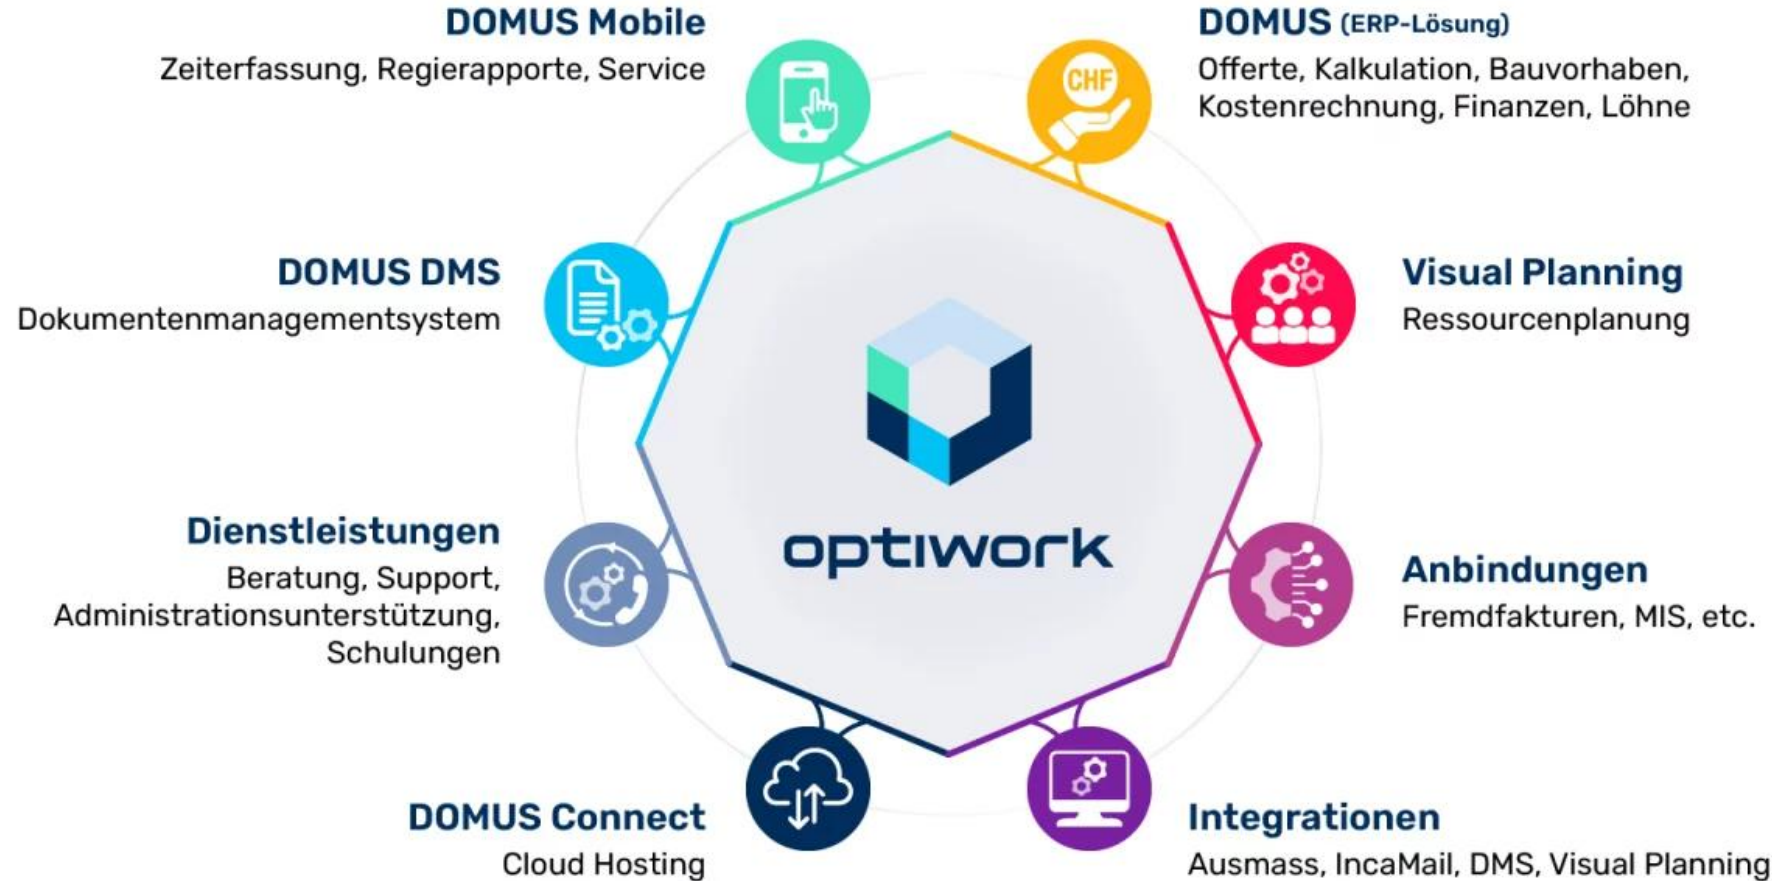 DOMUS Mobile
Zeiterfassung, Regierapporte, Service
DOMUS (ERP-Lösung)
Offerte, Kalkulation, Bauvorhaben,
Kostenrechnung, Finanzen, Löhne
CHF
DOMUS DMS
Dokumentenmanagementsystem
Visual Planning
Ressourcenplanung
optiwork
Dienstleistungen
Beratung, Support,
Administrationsunterstützung,
Schulungen
Anbindungen
Fremdfakturen, MIS, etc.
DOMUS Connect
Cloud Hosting
Integrationen
Ausmass, IncaMail, DMS, Visual Planning